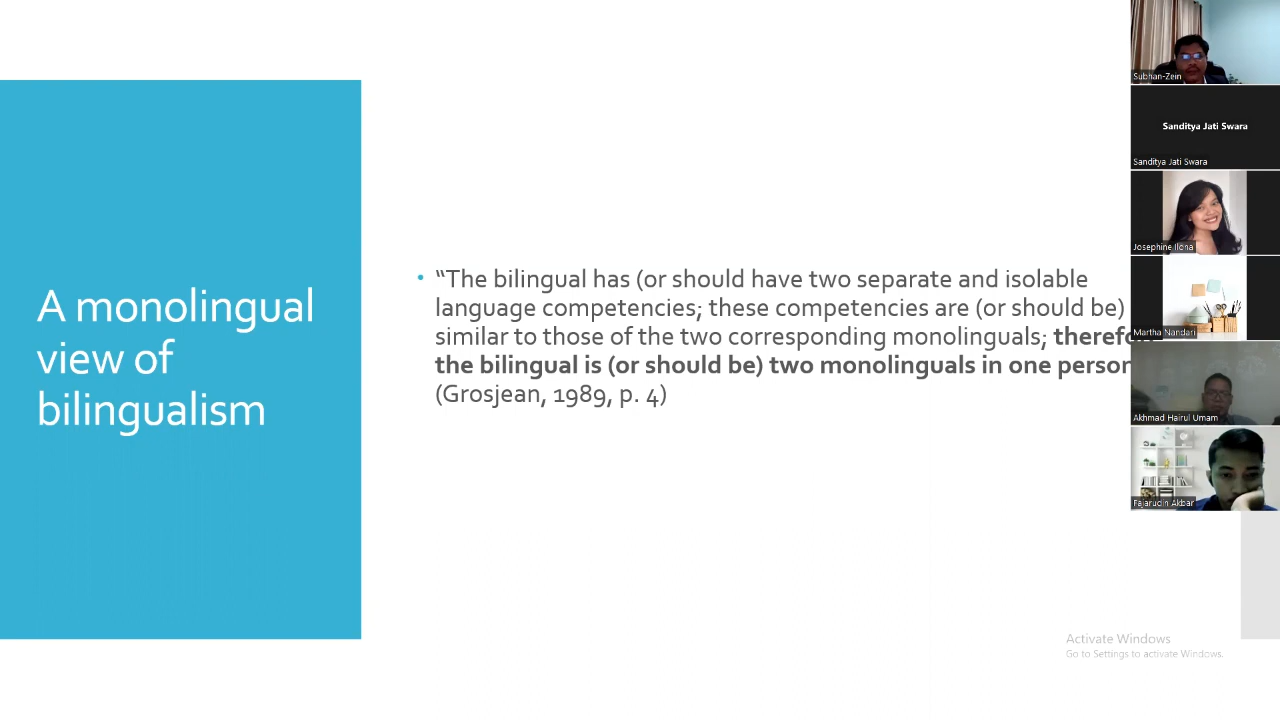 A monolingual
view of
bilingualism
• “The bilingual has (or should have two separate and isolable
language competencies; these competencies are (or should be)
similar to those of the two corresponding monolinguals;
the bilingual is (or should be) two monolinguals in one
(Grosjean, 1989, p. 4)
Subhan-Zein
Sanditya Jati Swara
Sanditya Jati Swara
Josephine Ilona
Martha Nandari
Akhmad Hairul Umam
Fajarudin Akbar
Activate Windows
Go to Settings to activate Windows.